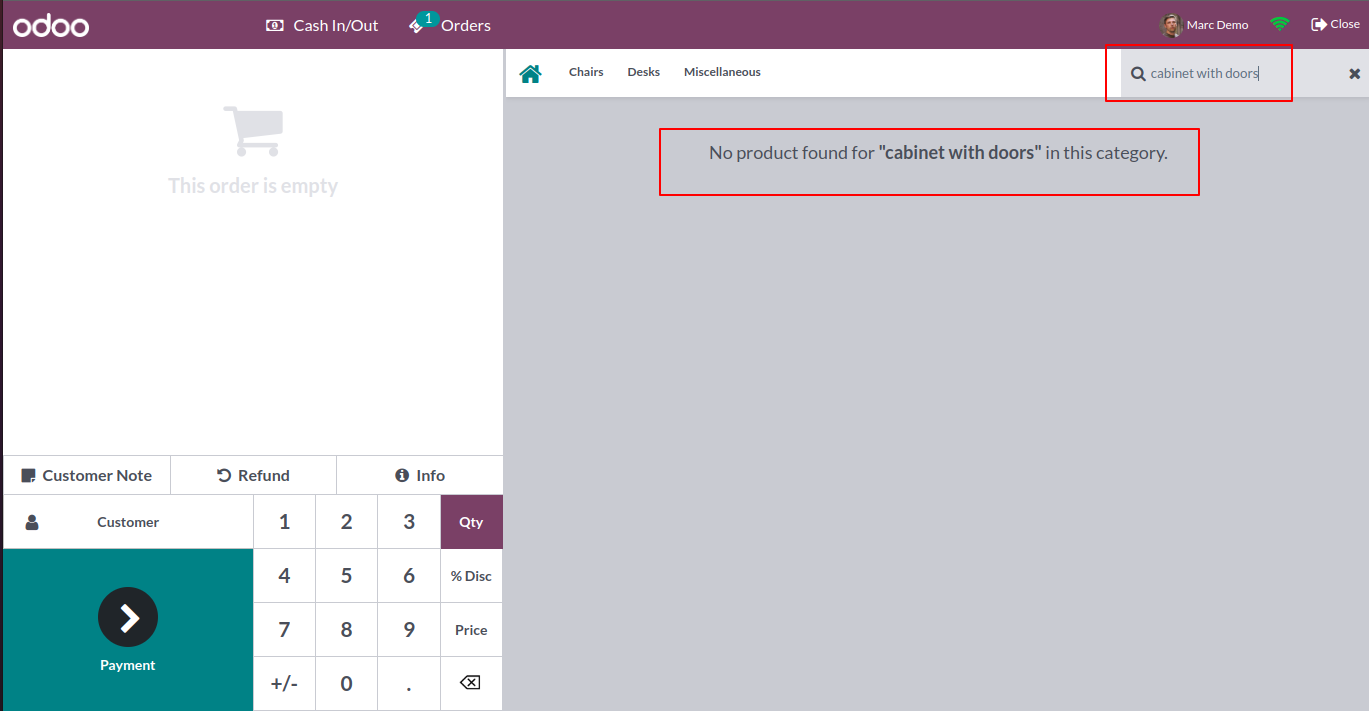 odoo
Cash In/Out
1
Orders
Marc Demo
Close
Chairs
Desks
Miscellaneous
cabinet with doors
This order is empty
No product found for "cabinet with doors" in this category.
Customer Note
Refund
Info
Customer
Payment
1 2 3 Qty
4 5 6 % Disc
7 8 9 Price
+/- 0 .